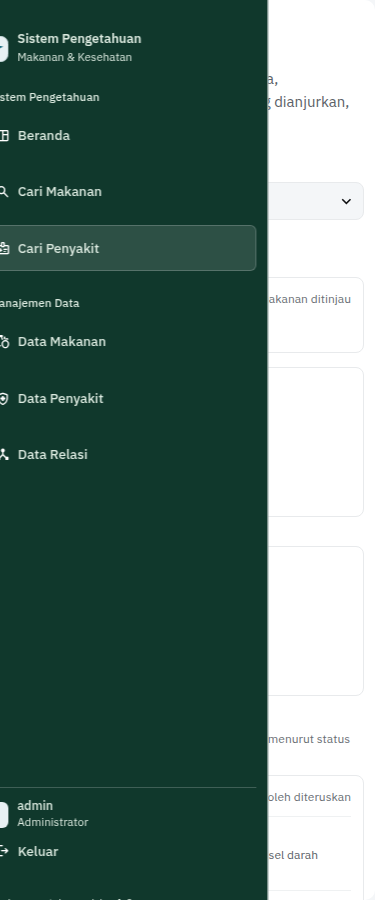 Sistem Pengetahuan
Makanan & Kesehatan
stem Pengetahuan
a,
dianjurkan,
Beranda
Cari Makanan
Cari Penyakit
anajemen Data
akanan ditinjau
Data Makanan
Data Penyakit
Data Relasi
menurut status
oleh diteruskan
admin
Administrator
Keluar
sel darah